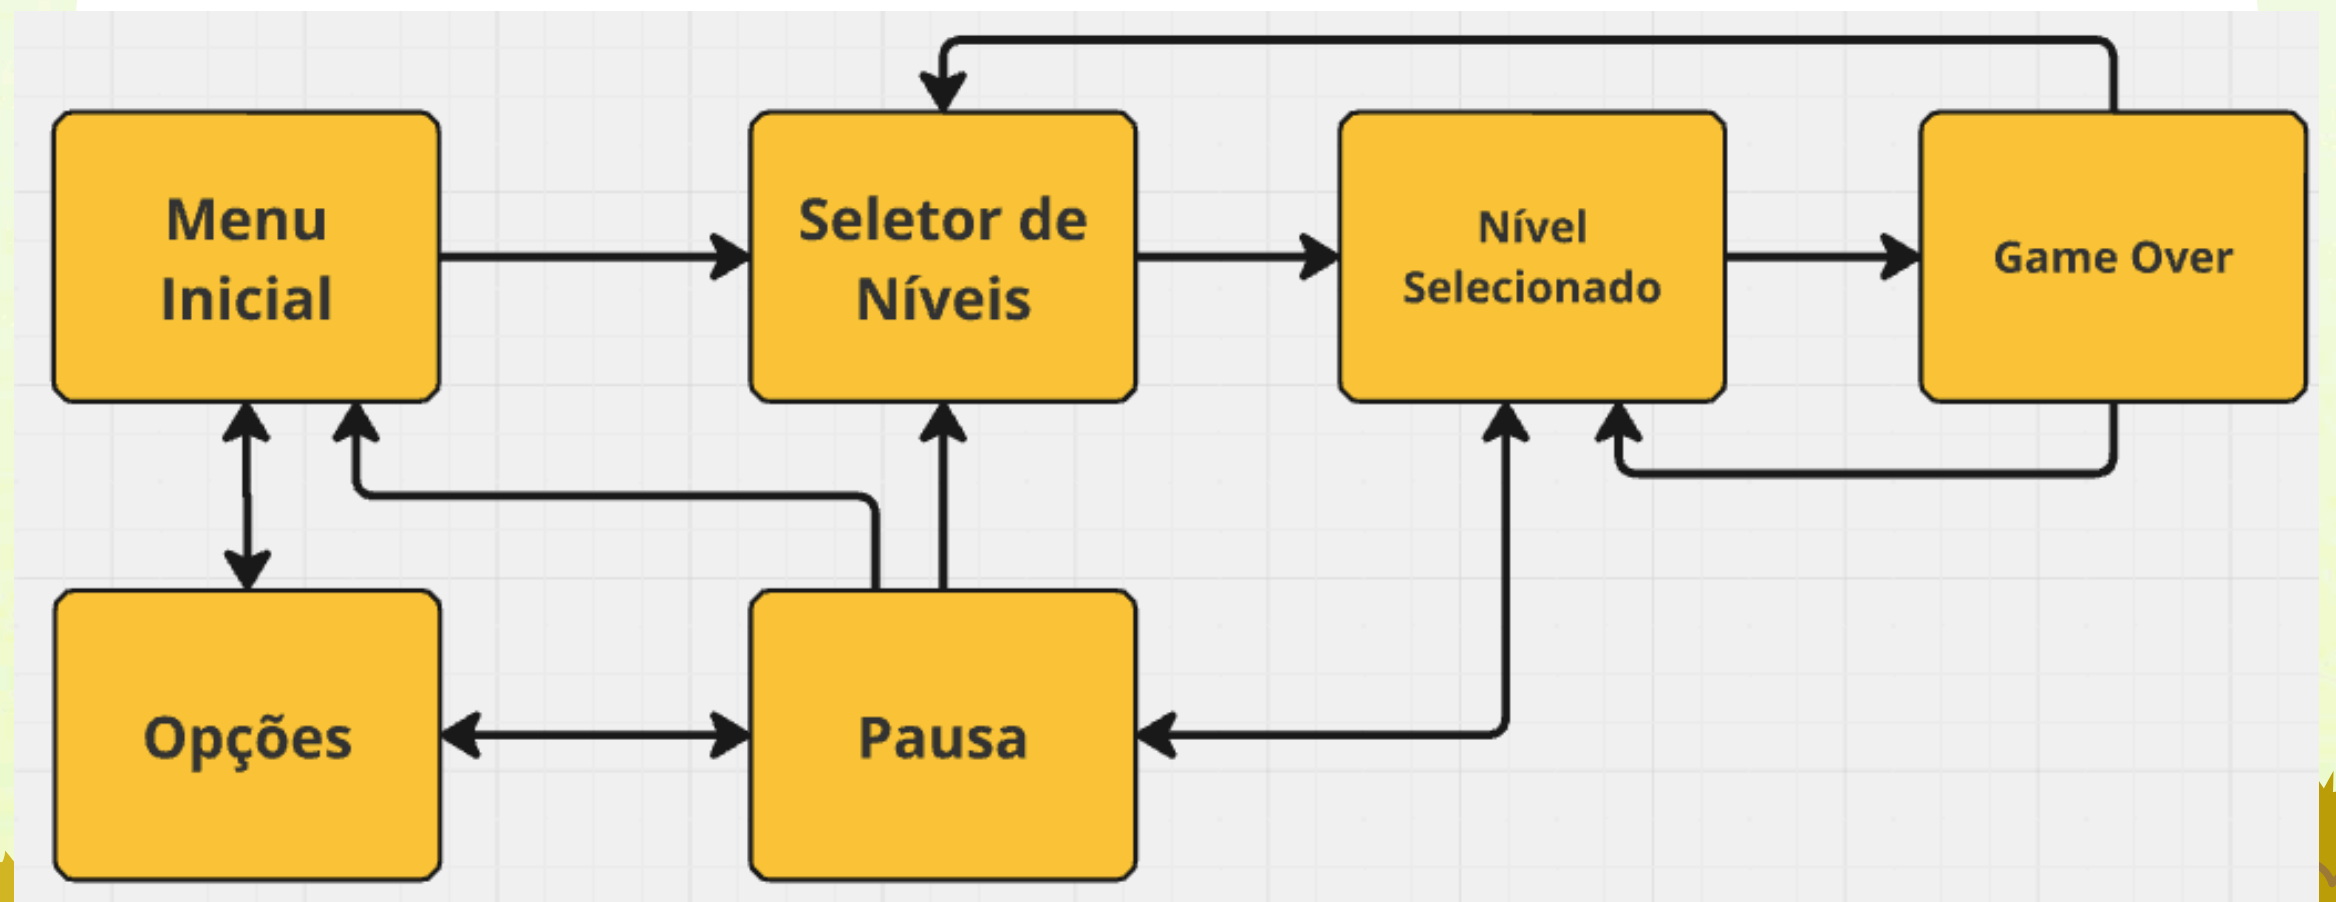 Menu
Inicial
Seletor de
Níveis
Nível
Selecionado
Game Over
Opções
Pausa